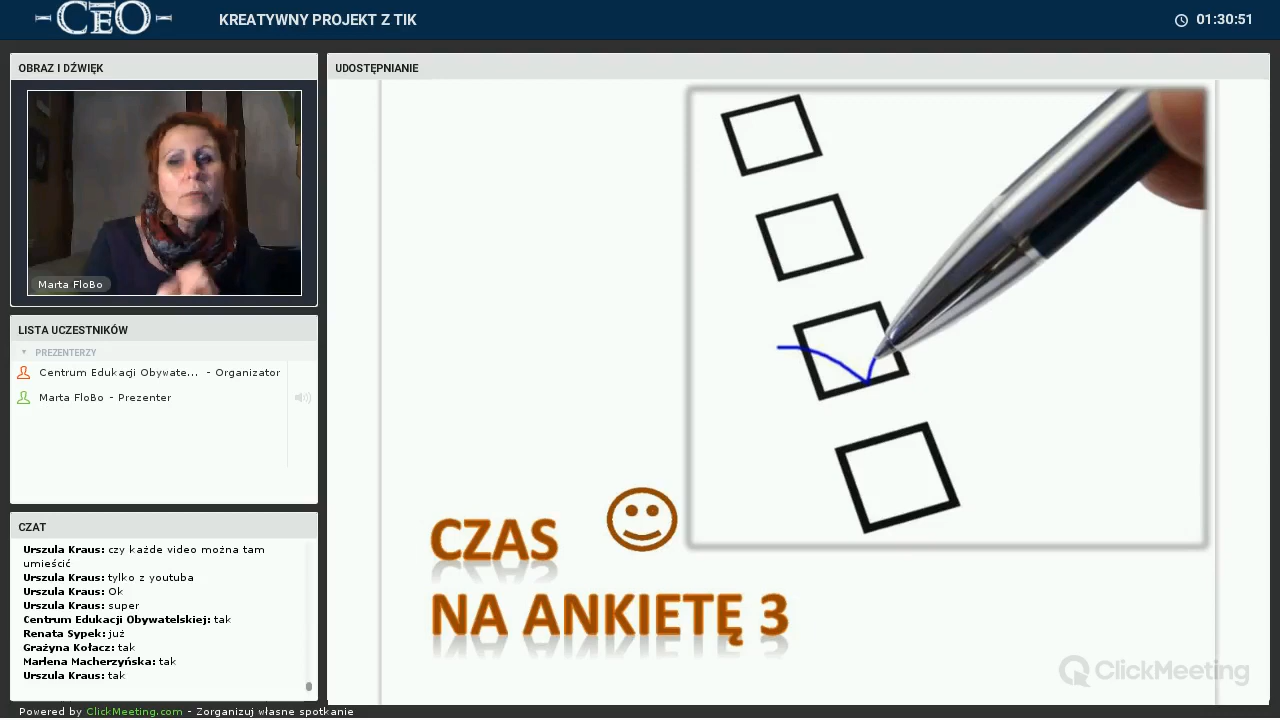 CEO
KREATYWNY PROJEKT Z TIK
01:30:51
OBRAZ I DŹWIĘK
Marta FloBo
LISTA UCZESTNIKÓW
PREZENTERZY
Centrum Edukacji Obywate... - Organizator
Marta FloBo - Prezenter
CZAT
Urszula Kraus: czy każde video można tam
umieścić
Urszula Kraus: tylko z youtuba
Urszula Kraus: Ok
Urszula Kraus: super
Centrum Edukacji Obywatelskiej: tak
Renata Sypek: już
Grażyna Kołacz: tak
Marlena Macherzyńska: tak
Urszula Kraus: tak
Powered by ClickMeeting.com - Zorganizuj własne spotkanie
UDOSTĘPNIANIE
CZAS
NA ANKIETĘ 3
ClickMeeting